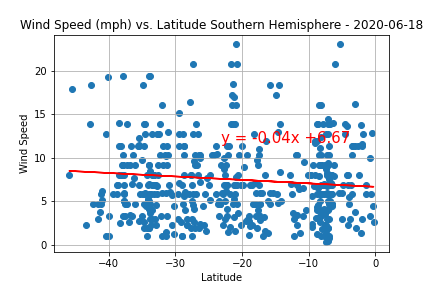 Wind Speed (mph) vs. Latitude Southern Hemisphere - 2020-06-18
Wind Speed
20
15
10
5
0
y = -0.04x +6.67
−40
−30
−20
−10
0
Latitude